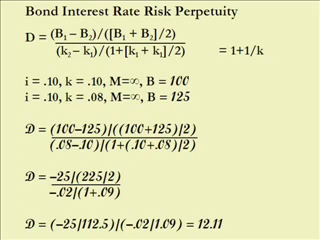 Bond Interest Rate Risk Perpetuity
D = (B₁ – B₂)/([B₁ + B₂]/2)
(k₂ – k₁)/(1+[k₁ + k₁]/2) = 1+1/k
i = .10, k = .10, M=∞, B = 100
i = .10, k = .08, M=∞, B = 125
D = (100–125)/((100+125)/2)
(.08–.10)/(1+(.10+.08)/2)
D = –25/(225/2)
–.02/(1+.09)
D = (–25/112.5)/(–.02/1.09) = 12.11